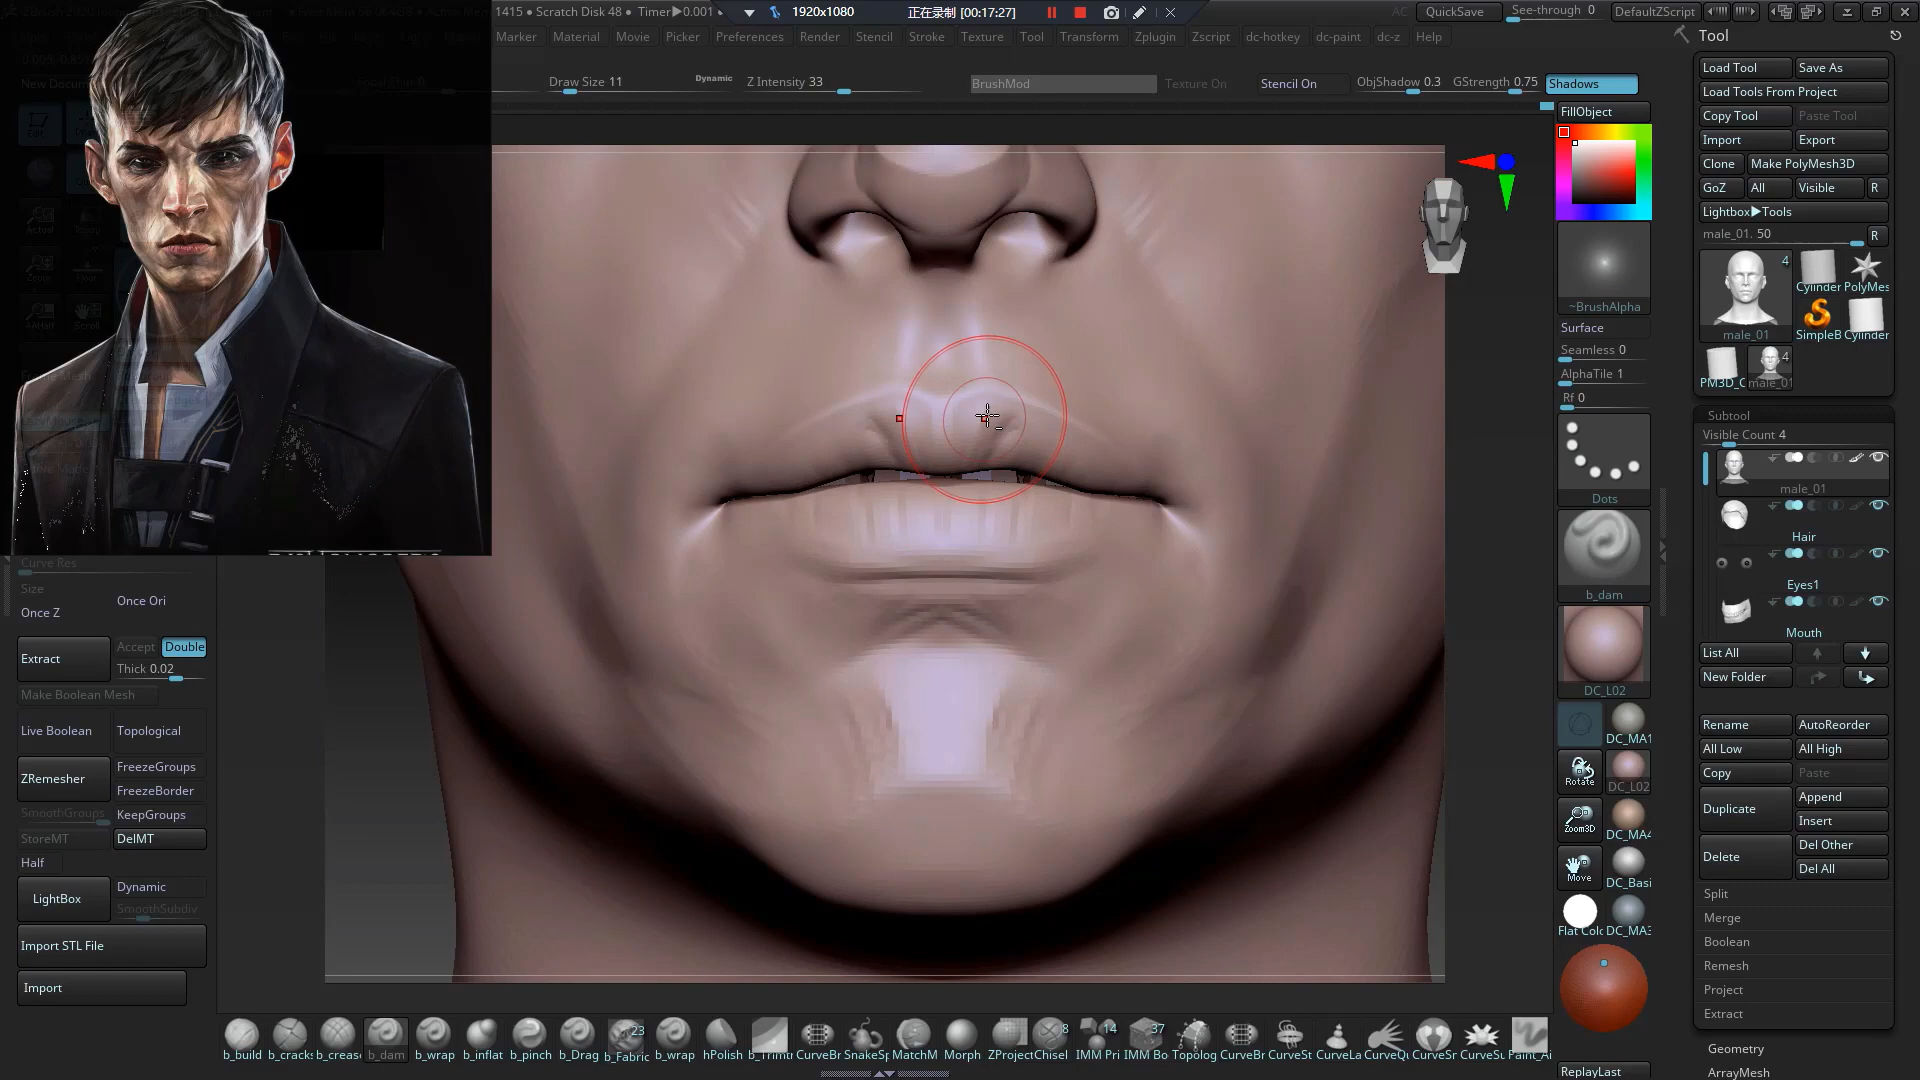 1415 • Scratch Disk 48 • Timer▶0.001 •
1920x1080
正在录制 [00:17:27]
AC
QuickSave
See-through 0
DefaultZScript
Marker Material Movie Picker Preferences Render Stencil Stroke Texture Tool Transform Zplugin Zscript dc-hotkey dc-paint dc-z Help
Draw Size 11
Dynamic
Z Intensity 33
BrushMod
Texture On
Stencil On
ObjShadow 0.3
GStrength 0.75
Shadows
FillObject
~BrushAlpha
Surface
Seamless 0
AlphaTile 1
Rf 0
Dots
b_dam
DC_L02
DC_MA1
Rotate
DC_L02
Zoom3D
DC_MA4
Move
DC_Basi
Flat Colo
DC_MA3
ReplayLast
Tool
Load Tool
Save As
Load Tools From Project
Copy Tool
Paste Tool
Import
Export
Clone
Make PolyMesh3D
GoZ
All
Visible
R
Lightbox▶Tools
male_01. 50
R
4
male_01
Cylinder
PolyMes
SimpleB
Cylinder
PM3D_C
4
male_01
Subtool
Visible Count 4
male_01
Hair
Eyes1
Mouth
List All
New Folder
Rename
AutoReorder
All Low
All High
Copy
Paste
Duplicate
Append
Insert
Delete
Del Other
Del All
Split
Merge
Boolean
Remesh
Project
Extract
Geometry
ArrayMesh
Curve Res
Size
Once Z
Once Ori
Extract
Accept
Double
Thick 0.02
Make Boolean Mesh
Live Boolean
Topological
ZRemesher
FreezeGroups
FreezeBorder
SmoothGroups
KeepGroups
StoreMT
DelMT
Half
LightBox
Dynamic
SmoothSubdiv
Import STL File
Import
b_build b_cracks b_crease b_dam b_wrap b_inflat b_pinch b_Drag b_Fabric b_wrap hPolish b_Trimt CurveBr SnakeSp MatchM Morph ZProject Chisel IMM Pri IMM Bo Topolog CurveBr CurveSt CurveLa CurveQu CurveSr CurveSu Paint_Ai
23
8
14
37